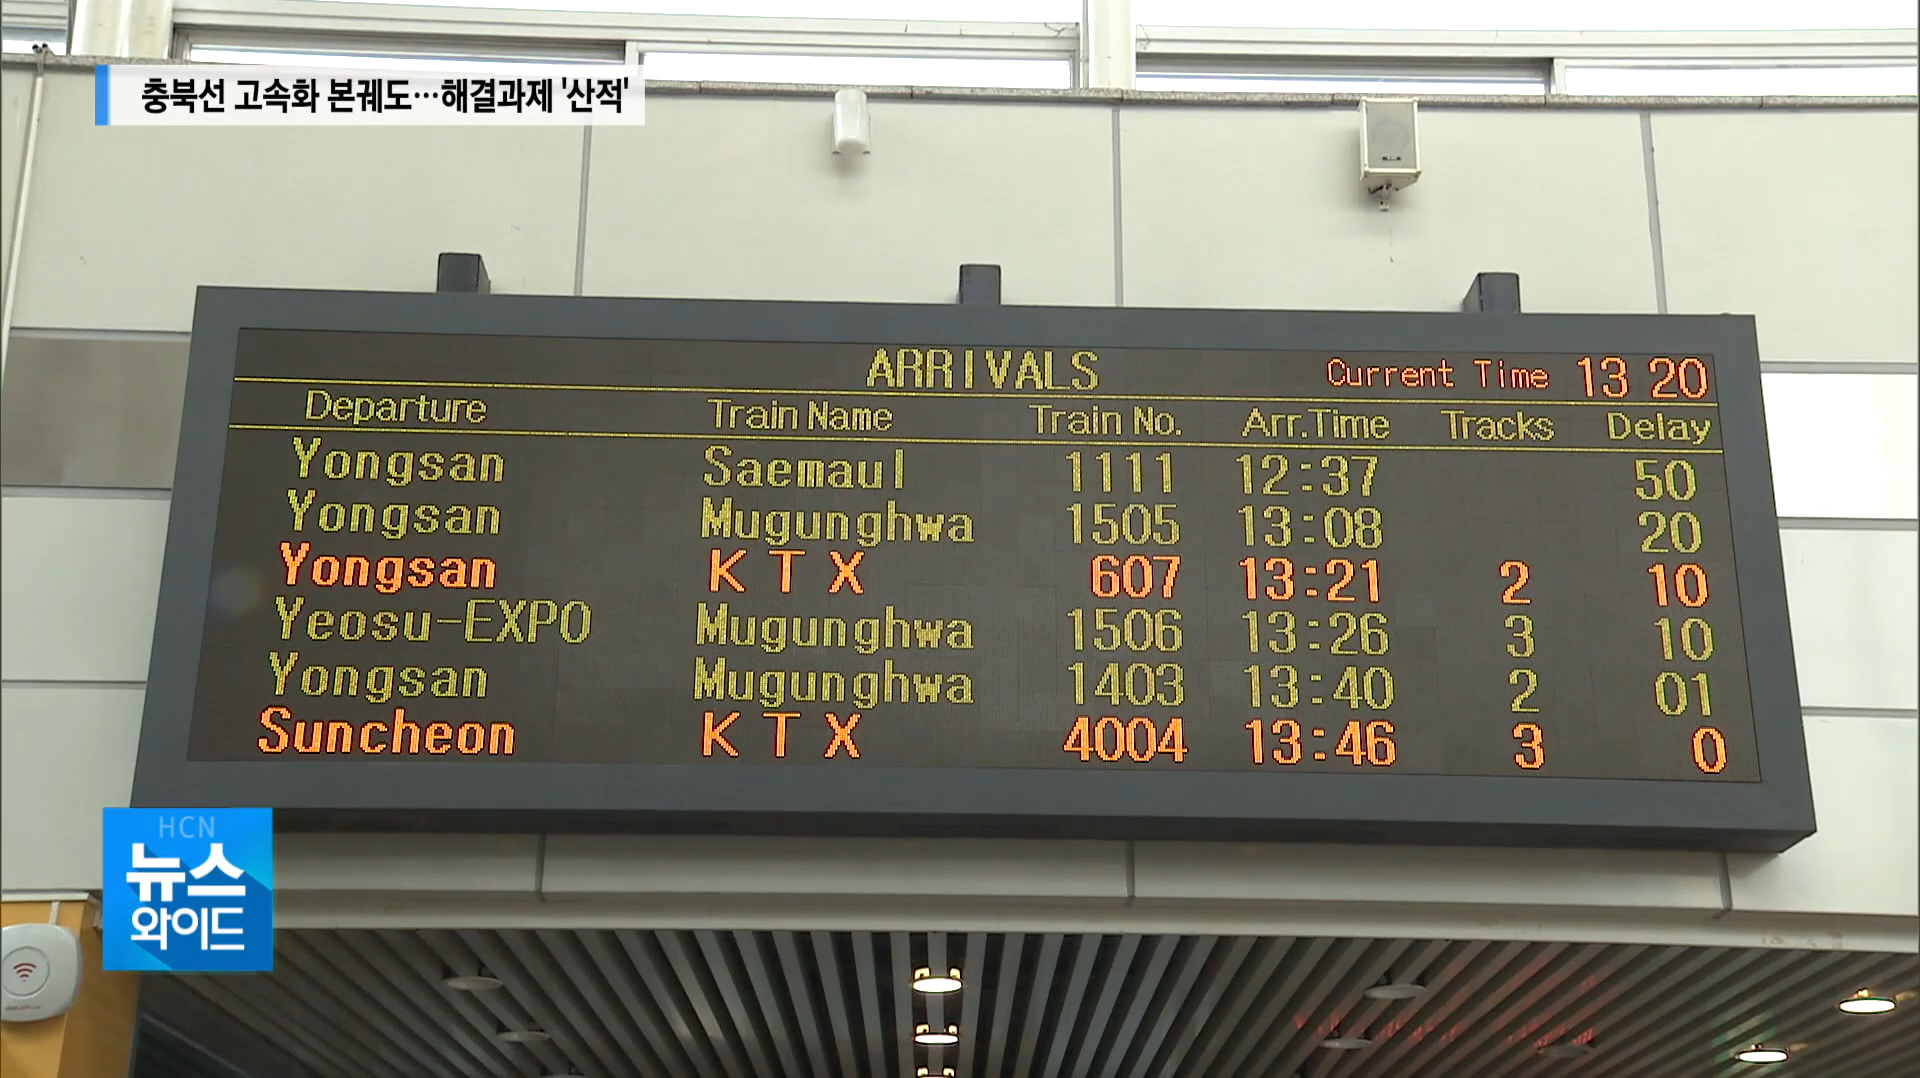 충북선 고속화 본궤도…해결과제 '산적'
ARRIVALS Current Time 13 20
Departure Train Name Train No. Arr.Time Tracks Delay
Yongsan Saemaul 1111 12:37 50
Yongsan Mugunghwa 1505 13:08 20
Yongsan KTX 607 13:21 2 10
Yeosu-EXPO Mugunghwa 1506 13:26 3 10
Yongsan Mugunghwa 1403 13:40 2 01
Suncheon KTX 4004 13:46 3 0
HCN
뉴스
와이드